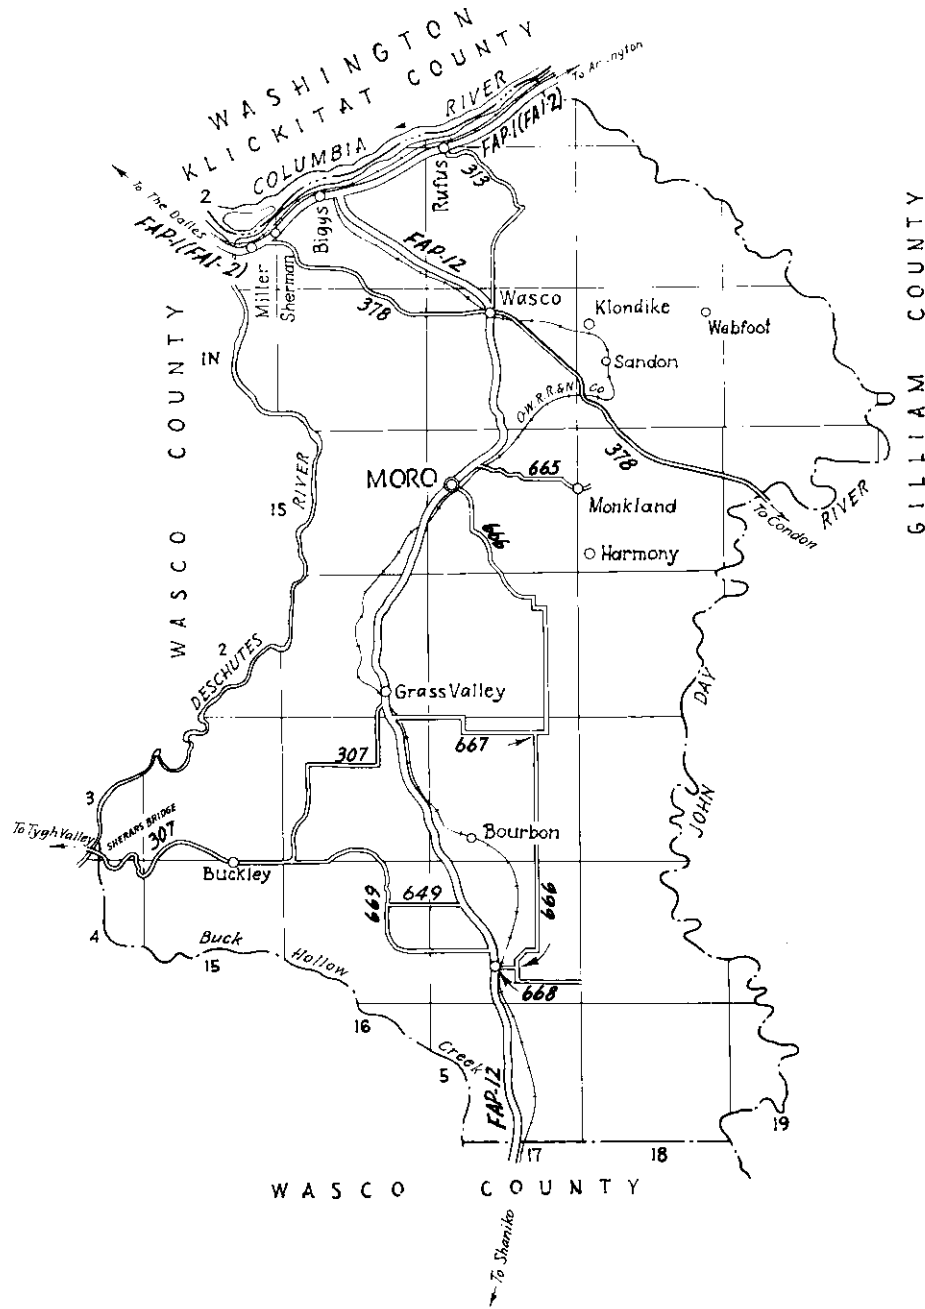 WASHINGTON
KLICKITAT COUNTY
COLUMBIA RIVER
FAP-1(FAI-2)
To The Dalles
2
FAP-1(FAI-2)
Miller
Sherman
Biggs
Rufus
313
FAP-12
378
Wasco
Klondike
Webfoot
Sandon
O.W.R.R.&N. Co
1N
WASCO COUNTY
GILLIAM COUNTY
MORO
665
378
Monkland
To Condon
RIVER
RIVER
1S
666
Harmony
2
DESCHUTES
DAY
Grass Valley
667
307
JOHN
3
To Tygh Valley
SHERARS BRIDGE
307
Bourbon
Buckley
649
669
666
4
Buck
15
Hollow
668
16
Creek
5
FAP-12
17
18
19
WASCO COUNTY
To Shaniko